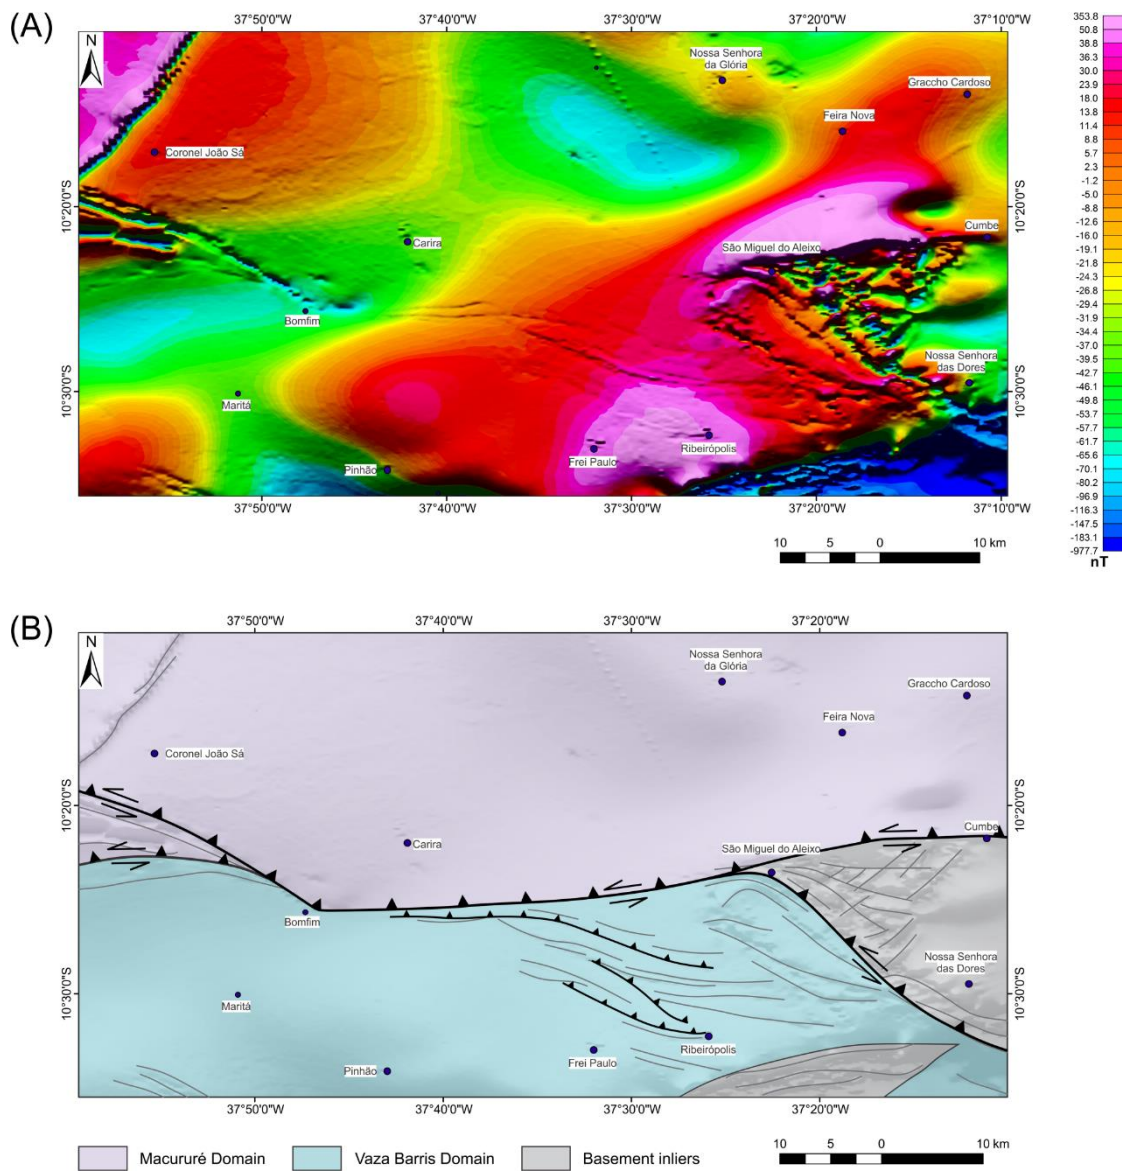 (A)
37°50'0"W 37°40'0"W 37°30'0"W 37°20'0"W 37°10'0"W
N
Nossa Senhora
da Glória
Graccho Cardoso
Feira Nova
Coronel João Sá
10°20'0"S
10°20'0"S
Cumbe
Carira
São Miguel do Aleixo
Bomfim
Nossa Senhora
das Dores
10°30'0"S
10°30'0"S
Maritá
Ribeirópolis
Frei Paulo
Pinhão
37°50'0"W 37°40'0"W 37°30'0"W 37°20'0"W 37°10'0"W
10 5 0 10 km
353.8
50.8
38.8
36.3
30.0
23.9
18.0
13.8
11.4
8.7
5.7
2.3
-1.2
-5.0
-8.8
-12.6
-16.0
-19.1
-21.8
-24.3
-26.8
-29.4
-31.9
-34.4
-37.0
-39.5
-42.5
-45.9
-49.8
-53.7
-57.7
-61.7
-65.6
-70.1
-80.2
-96.9
-116.3
-147.5
-183.1
-977.7
nT
(B)
37°50'0"W 37°40'0"W 37°30'0"W 37°20'0"W
N
Nossa Senhora
da Glória
Graccho Cardoso
Feira Nova
Coronel João Sá
10°20'0"S
10°20'0"S
Cumbe
Carira
São Miguel do Aleixo
Bomfim
Nossa Senhora
das Dores
10°30'0"S
10°30'0"S
Maritá
Ribeirópolis
Frei Paulo
Pinhão
37°50'0"W 37°40'0"W 37°30'0"W 37°20'0"W
Macururé Domain
Vaza Barris Domain
Basement inliers
10 5 0 10 km